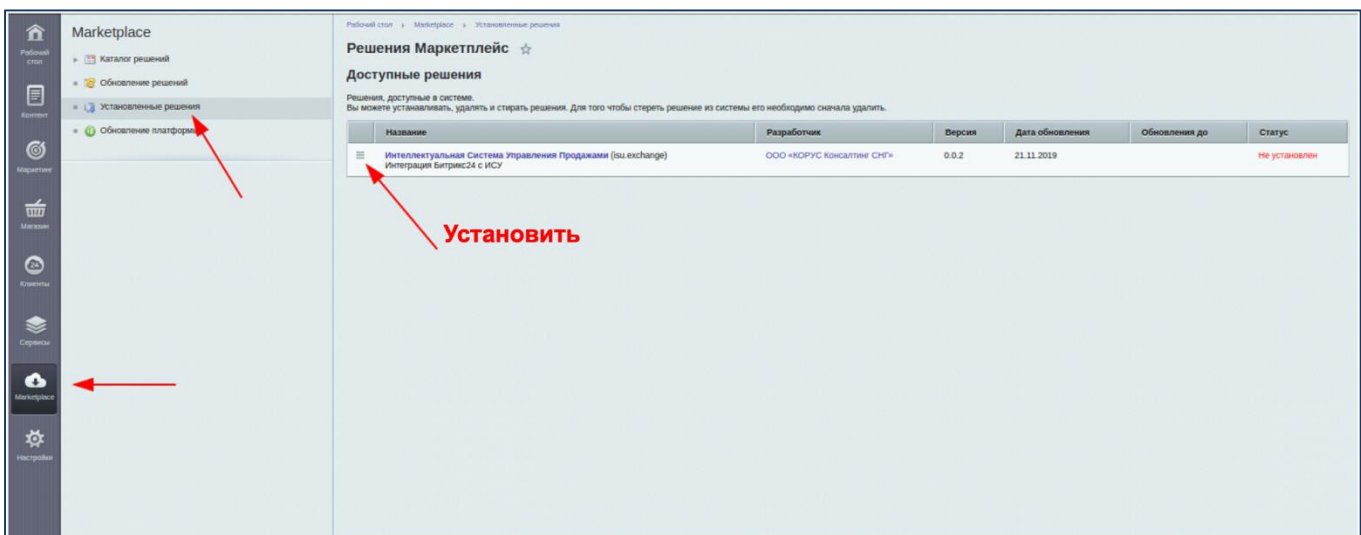 Рабочий стол
Контент
Маркетинг
Магазин
24
Клиенты
Сервисы
Marketplace
Настройки
Marketplace
Каталог решений
Обновление решений
Установленные решения
Обновление платформы
Рабочий стол Marketplace Установленные решения
Решения Маркетплейс
Доступные решения
Решения, доступные в системе.
Вы можете устанавливать, удалять и стирать решения. Для того чтобы стереть решение из системы его необходимо сначала удалить.
Название Разработчик Версия Дата обновления Обновления до Статус
Интеллектуальная Система Управления Продажами (isu.exchange) ООО «КОРУС Консалтинг СНГ» 0.0.2 21.11.2019 Не установлен
Интеграция Битрикс24 с ИСУ
Установить